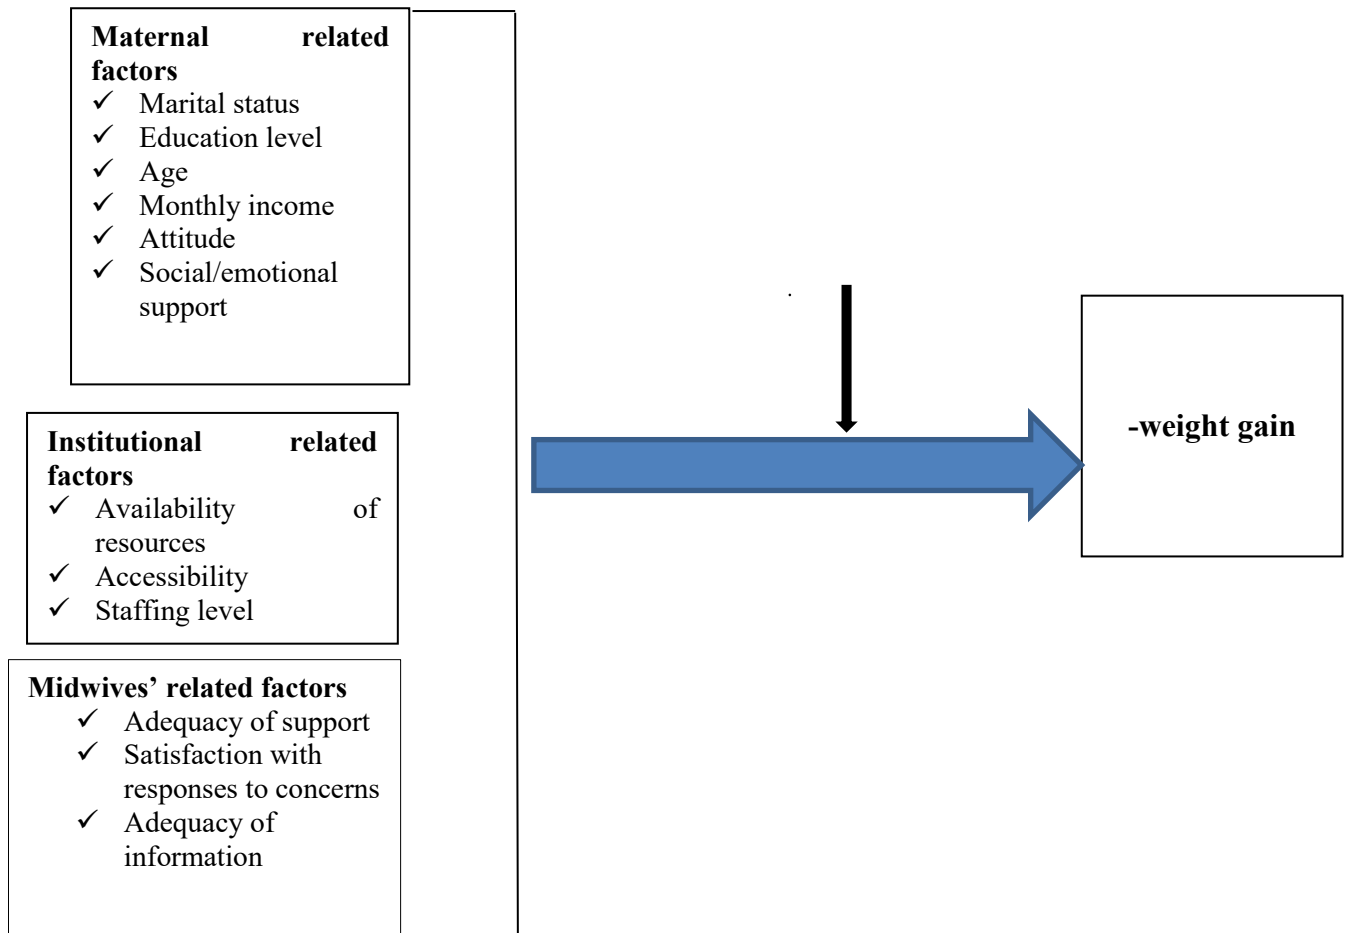 Maternal related
factors
✓ Marital status
✓ Education level
✓ Age
✓ Monthly income
✓ Attitude
✓ Social/emotional
support
Institutional related
factors
✓ Availability of
resources
✓ Accessibility
✓ Staffing level
Midwives’ related factors
✓ Adequacy of support
✓ Satisfaction with
responses to concerns
✓ Adequacy of
information
.
-weight gain